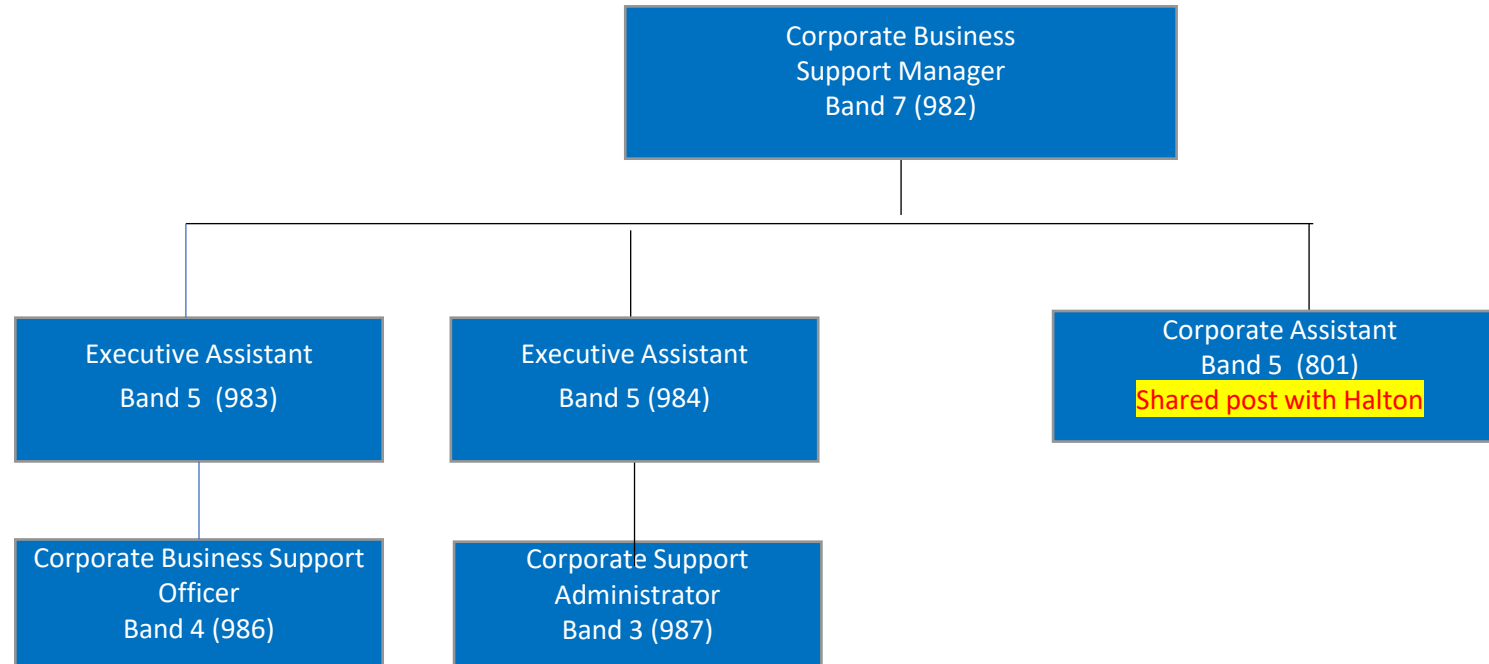 Corporate Business
Support Manager
Band 7 (982)
Executive Assistant
Band 5  (983)
Executive Assistant
Band 5 (984)
Corporate Assistant
Band 5  (801)
Shared post with Halton
Corporate Business Support
Officer
Band 4 (986)
Corporate Support
Administrator
Band 3 (987)